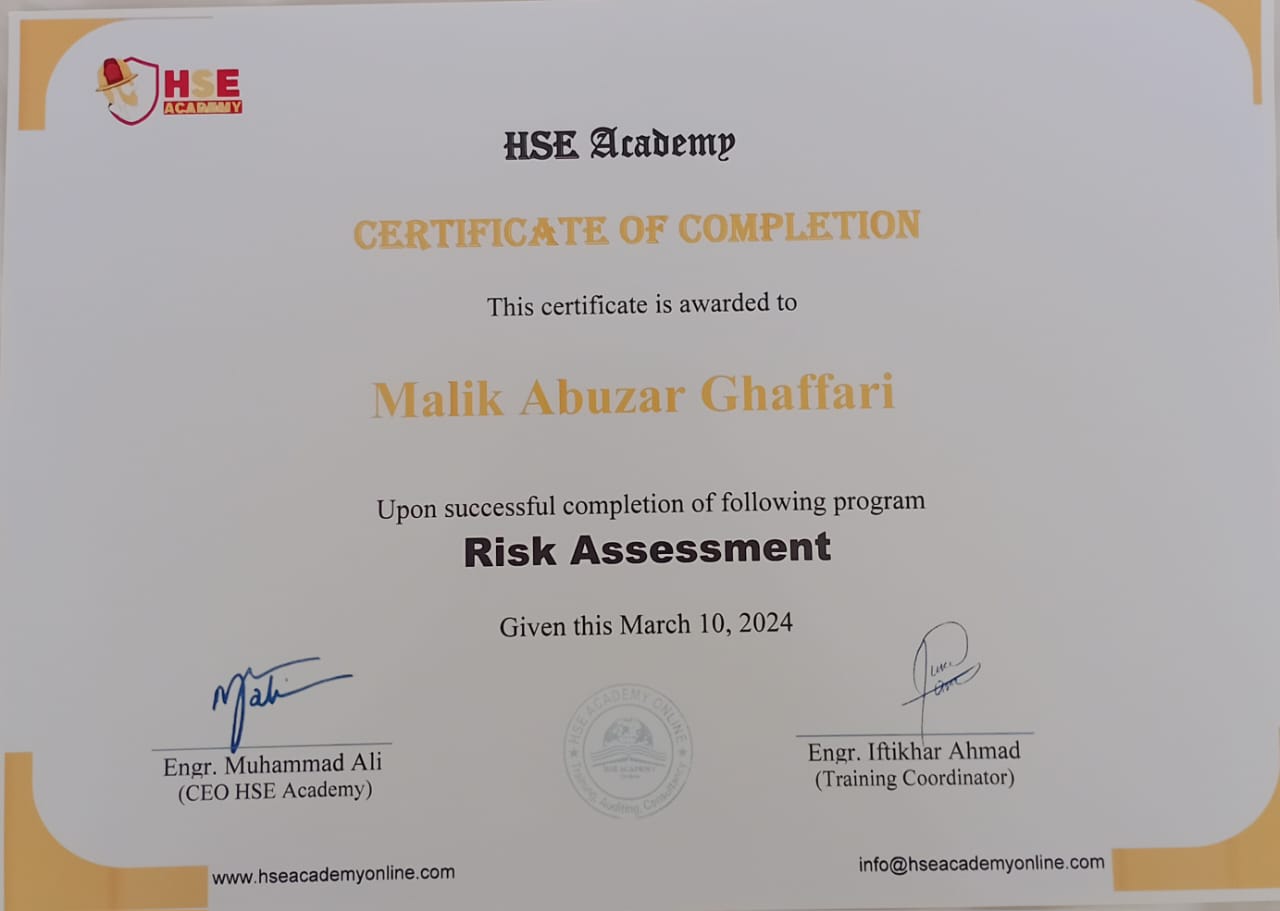 HSE
ACADEMY
HSE Academy
CERTIFICATE OF COMPLETION
This certificate is awarded to
Malik Abuzar Ghaffari
Upon successful completion of following program
Risk Assessment
Given this March 10, 2024
Engr. Muhammad Ali
(CEO HSE Academy)
HSE ACADEMY ONLINE
Training, Auditing, Consultancy
HSE ACADEMY
Engr. Iftikhar Ahmad
(Training Coordinator)
www.hseacademyonline.com
info@hseacademyonline.com